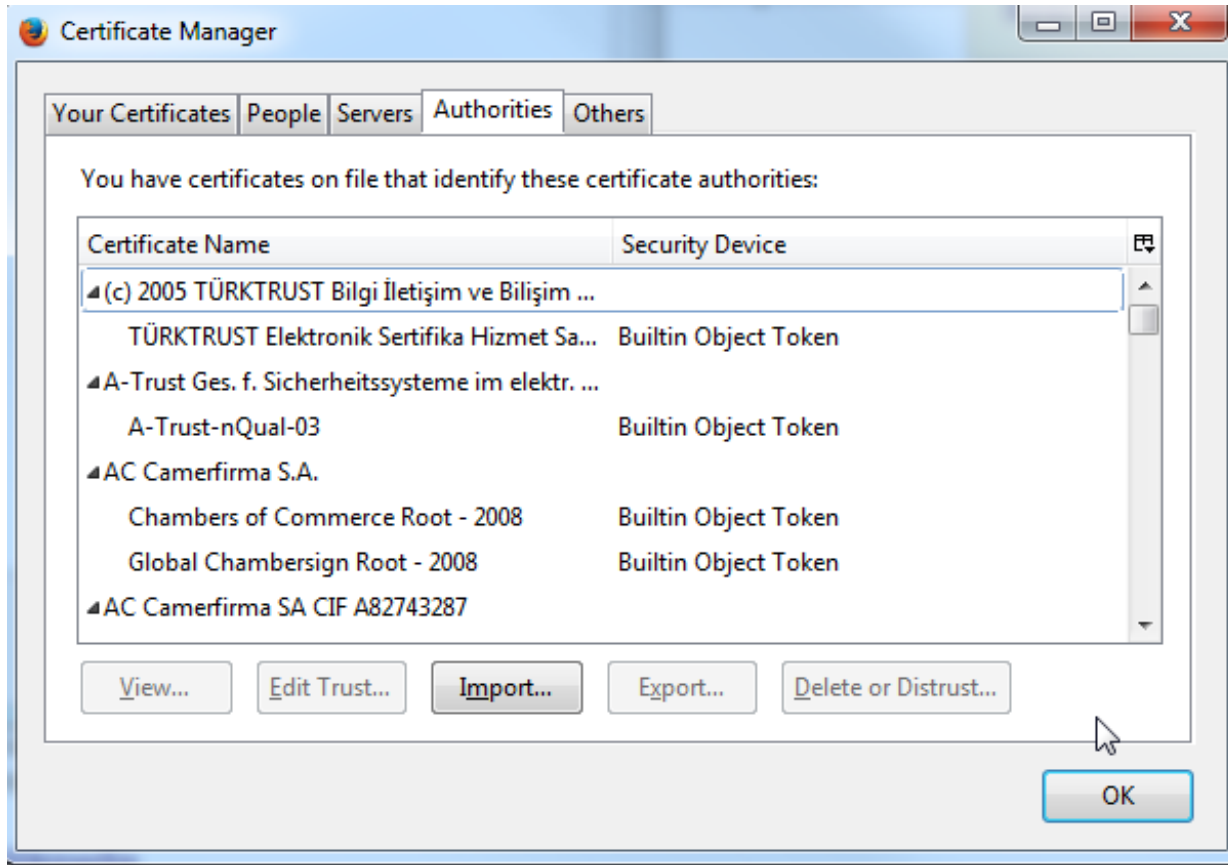 Certificate Manager
Your Certificates People Servers Authorities Others
You have certificates on file that identify these certificate authorities:
Certificate Name Security Device
(c) 2005 TÜRKTRUST Bilgi İletişim ve Bilişim ...
TÜRKTRUST Elektronik Sertifika Hizmet Sa... Builtin Object Token
A-Trust Ges. f. Sicherheitssysteme im elektr. ...
A-Trust-nQual-03 Builtin Object Token
AC Camerfirma S.A.
Chambers of Commerce Root - 2008 Builtin Object Token
Global Chambersign Root - 2008 Builtin Object Token
AC Camerfirma SA CIF A82743287
View... Edit Trust... Import... Export... Delete or Distrust...
OK